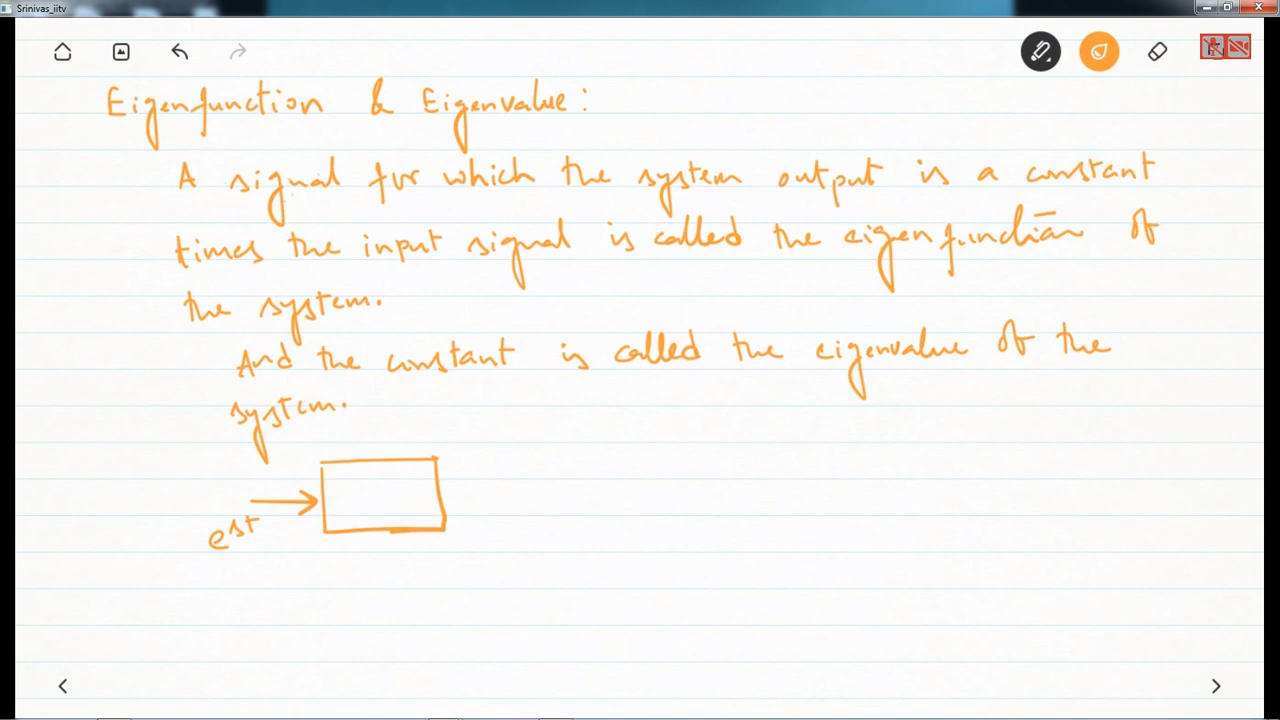 Srinivas_iitv
Eigenfunction & Eigenvalue:
A signal for which the system output is a constant
times the input signal is called the eigenfunction of
the system.
And the constant is called the eigenvalue of the
system.
e^st